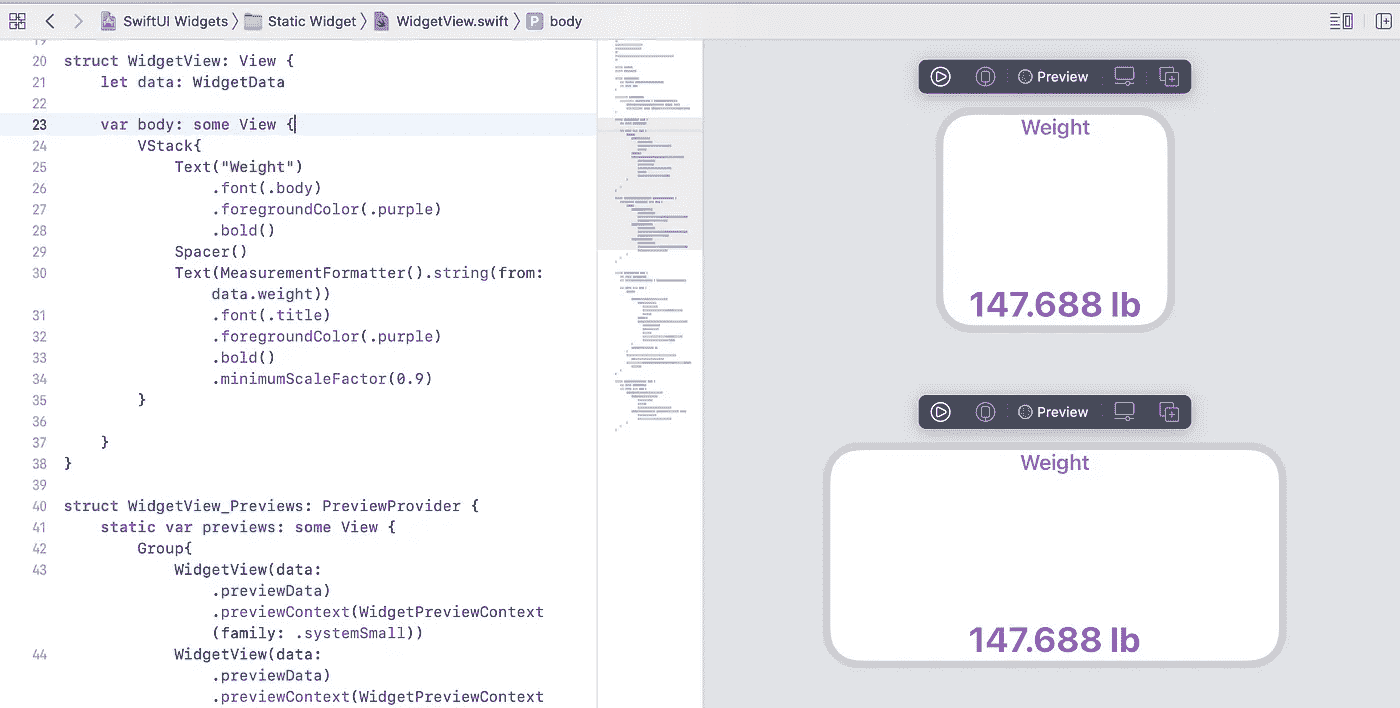 SwiftUI Widgets Static Widget WidgetView.swift P body
19
20 struct WidgetView: View {
21 let data: WidgetData
22
23 var body: some View {
24 VStack{
25 Text("Weight")
26 .font(.body)
27 .foregroundColor(.purple)
28 .bold()
29 Spacer()
30 Text(MeasurementFormatter().string(from:
data.weight))
31 .font(.title)
32 .foregroundColor(.purple)
33 .bold()
34 .minimumScaleFactor(0.9)
35 }
36
37 }
38 }
39
40 struct WidgetView_Previews: PreviewProvider {
41 static var previews: some View {
42 Group{
43 WidgetView(data:
.previewData)
.previewContext(WidgetPreviewContext
(family: .systemSmall))
44 WidgetView(data:
.previewData)
.previewContext(WidgetPreviewContext
Preview
Weight
147.688 lb
Preview
Weight
147.688 lb